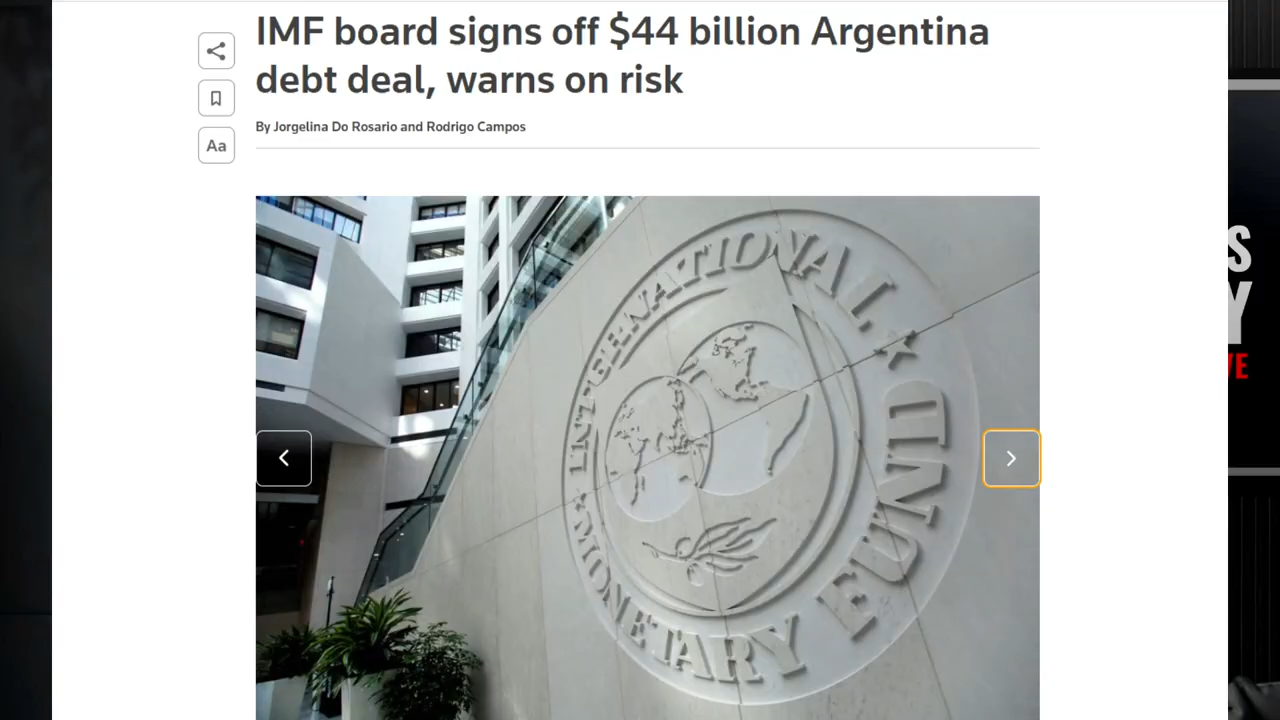 IMF board signs off $44 billion Argentina
debt deal, warns on risk
By Jorgelina Do Rosario and Rodrigo Campos
Aa
INTERNATIONAL
MONETARY FUND
S
Y
VE